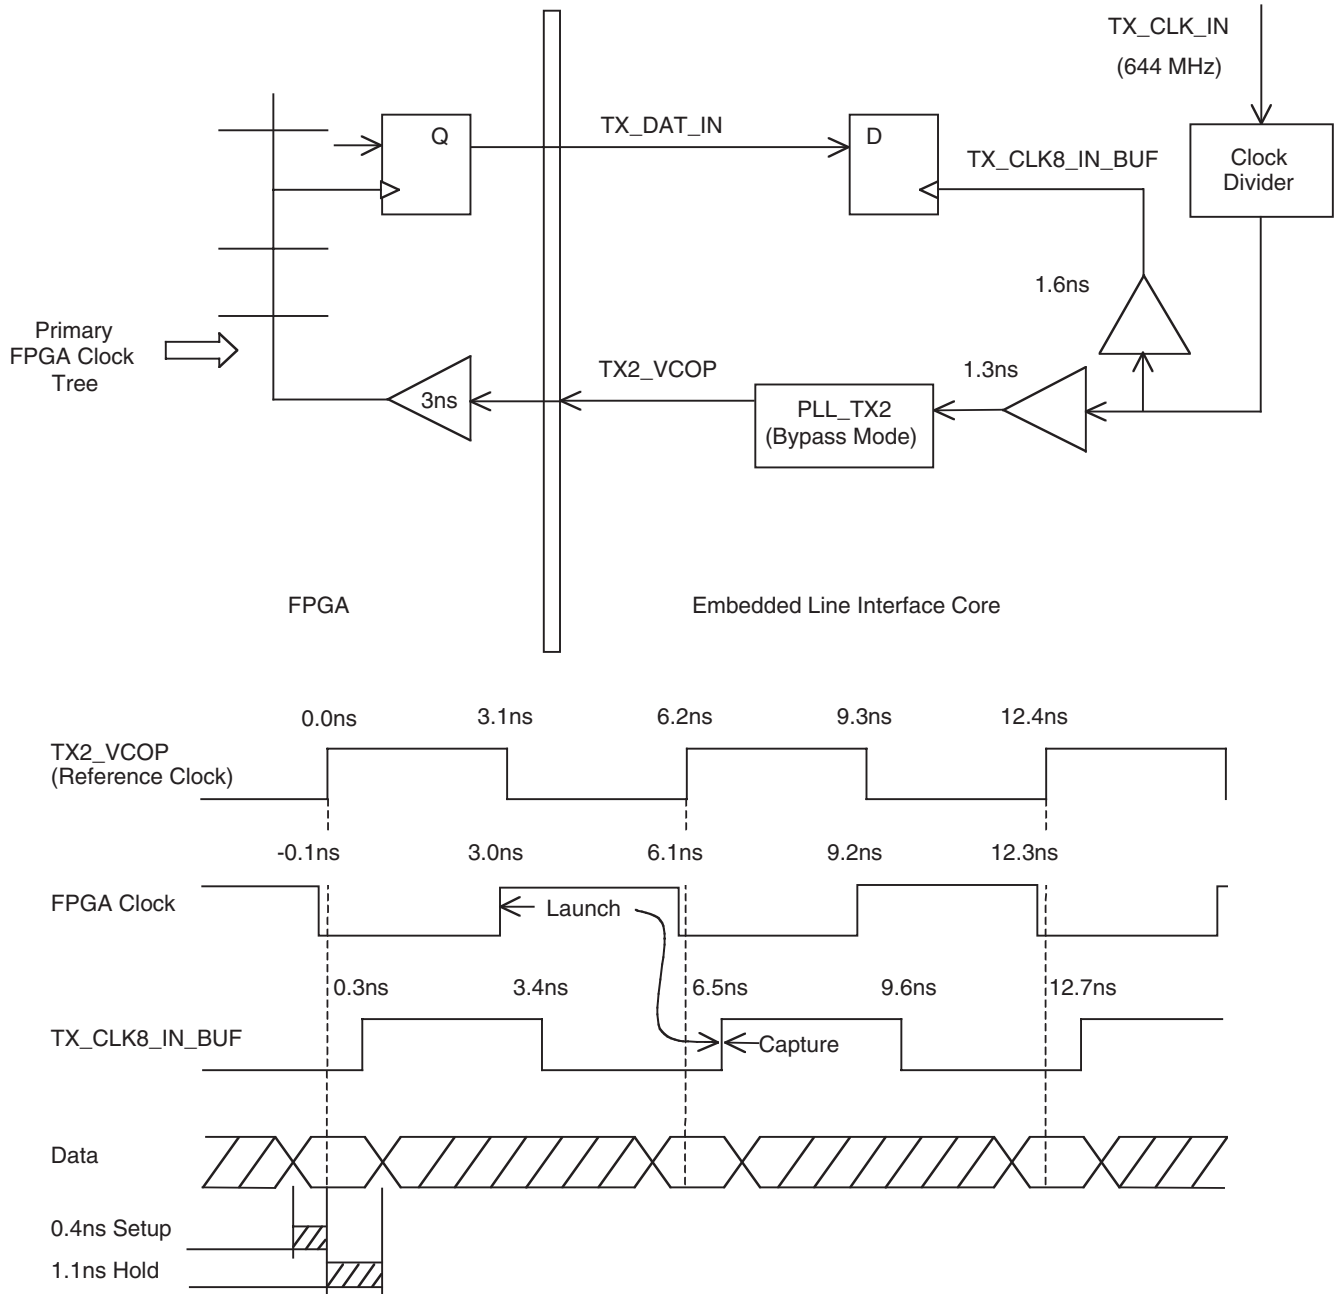 TX_CLK_IN
(644 MHz)
Q
TX_DAT_IN
D
TX_CLK8_IN_BUF
Clock
Divider
1.6ns
Primary
FPGA Clock
Tree
3ns
TX2_VCOP
1.3ns
PLL_TX2
(Bypass Mode)
FPGA
Embedded Line Interface Core
0.0ns
3.1ns
6.2ns
9.3ns
12.4ns
TX2_VCOP
(Reference Clock)
-0.1ns
3.0ns
6.1ns
9.2ns
12.3ns
FPGA Clock
Launch
0.3ns
3.4ns
6.5ns
9.6ns
12.7ns
TX_CLK8_IN_BUF
Capture
Data
0.4ns Setup
1.1ns Hold